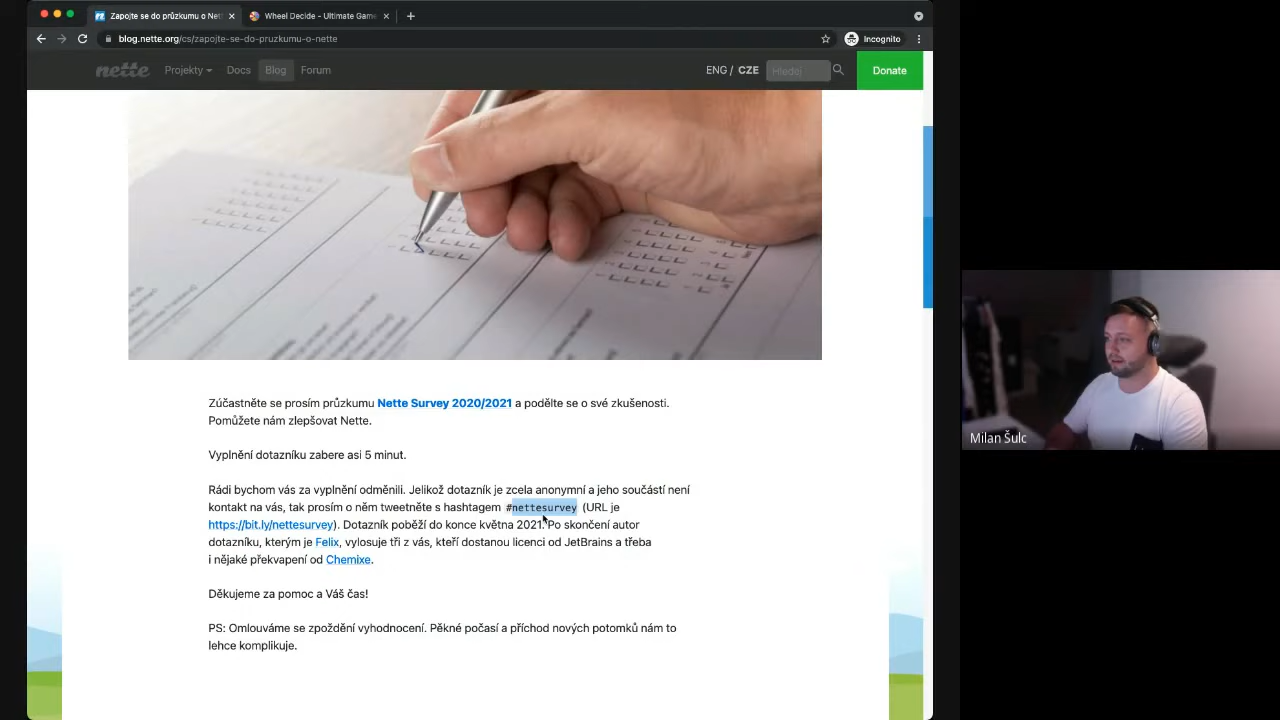 Zapojte se do průzkumu o Net
Wheel Decide - Ultimate Game
blog.nette.org/cs/zapojte-se-do-pruzkumu-o-nette
Incognito
nette
Projekty
Docs
Blog
Forum
ENG / CZE
Hledej
Donate
Zúčastněte se prosím průzkumu Nette Survey 2020/2021 a podělte se o své zkušenosti.
Pomůžete nám zlepšovat Nette.
Vyplnění dotazníku zabere asi 5 minut.
Rádi bychom vás za vyplnění odměnili. Jelikož dotazník je zcela anonymní a jeho součástí není
kontakt na vás, tak prosím o něm tweetněte s hashtagem #nettesurvey (URL je
https://bit.ly/nettesurvey). Dotazník poběží do konce května 2021. Po skončení autor
dotazníku, kterým je Felix, vylosuje tři z vás, kteří dostanou licenci od JetBrains a třeba
i nějaké překvapení od Chemixe.
Děkujeme za pomoc a Váš čas!
PS: Omlouváme se zpoždění vyhodnocení. Pěkné počasí a příchod nových potomků nám to
lehce komplikuje.
Milan Šulc